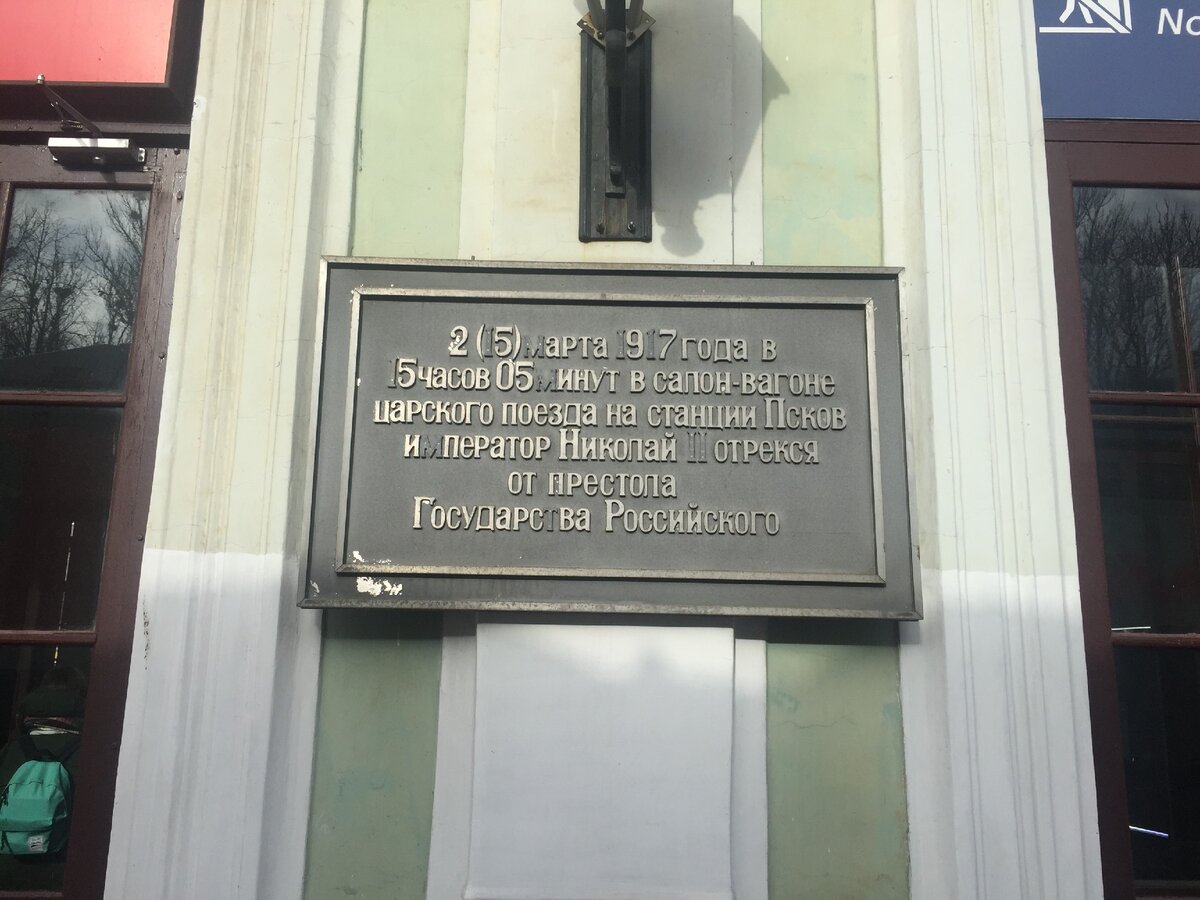 No
2 (15) марта 1917 года в
15 часов 05 минут в салон-вагоне
царского поезда на станции Псков
император Николай II отрекся
от престола
Государства Российского